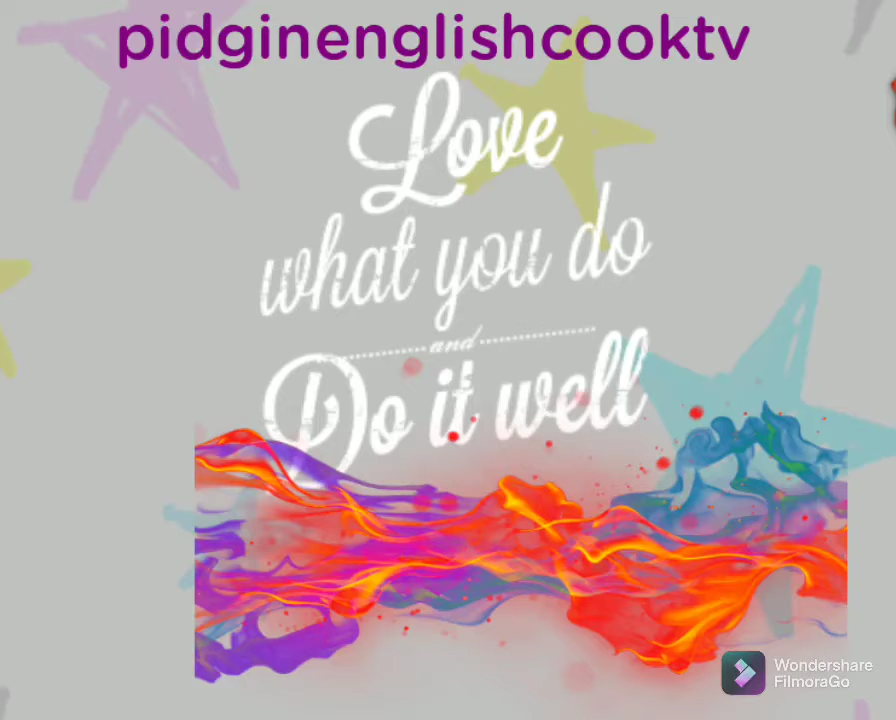 pidginenglishcooktv
Love
what you do
and
Do it well
Wondershare
FilmoraGo